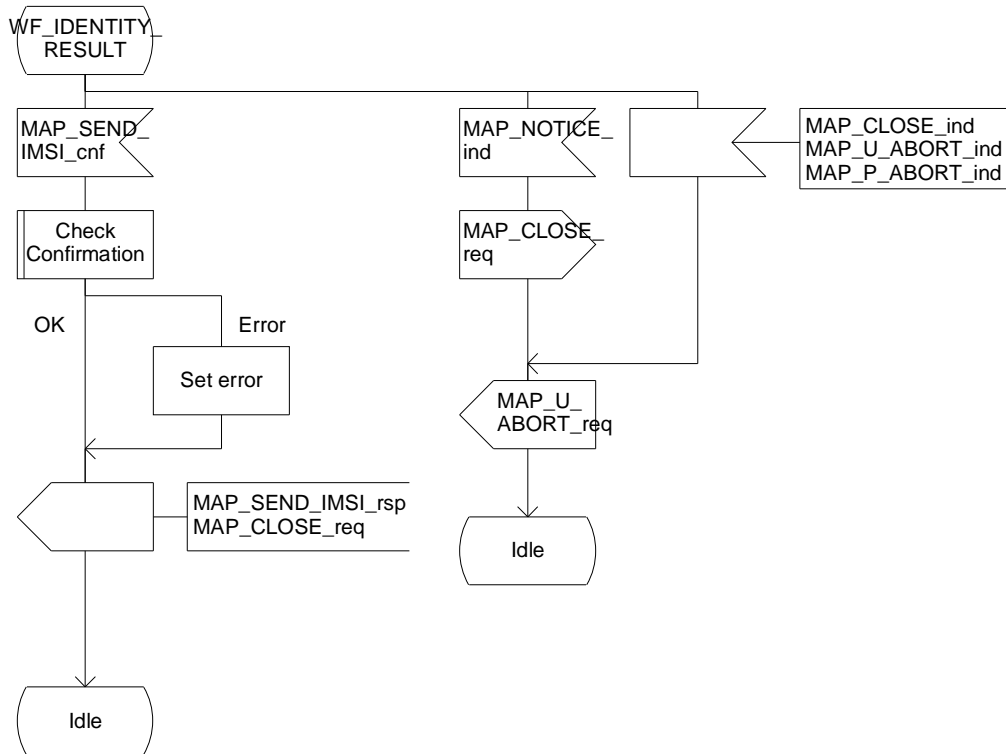 WF_IDENTITY_
RESULT
MAP_SEND_
IMSI_cnf
MAP_NOTICE_
ind
MAP_CLOSE_ind
MAP_U_ABORT_ind
MAP_P_ABORT_ind
Check
Confirmation
MAP_CLOSE_
req
OK
Error
Set error
MAP_U_
ABORT_req
MAP_SEND_IMSI_rsp
MAP_CLOSE_req
Idle
Idle